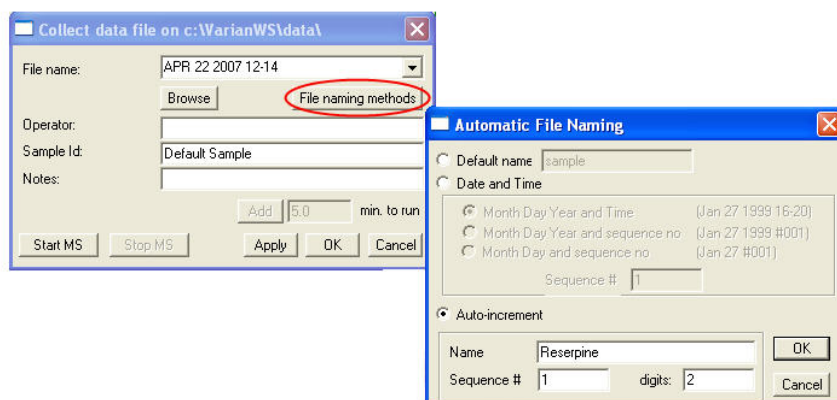 Collect data file on c:\VarianWS\data\
File name:
APR 22 2007 12-14
Browse
File naming methods
Operator:
Sample Id:
Default Sample
Notes:
Add
5.0
min. to run
Start MS
Stop MS
Apply
OK
Cancel
Automatic File Naming
Default name
sample
Date and Time
Month Day Year and Time
(Jan 27 1999 16-20)
Month Day Year and sequence no
(Jan 27 1999 #001)
Month Day and sequence no
(Jan 27 #001)
Sequence #
1
Auto-increment
Name
Reserpine
OK
Sequence #
1
digits:
2
Cancel